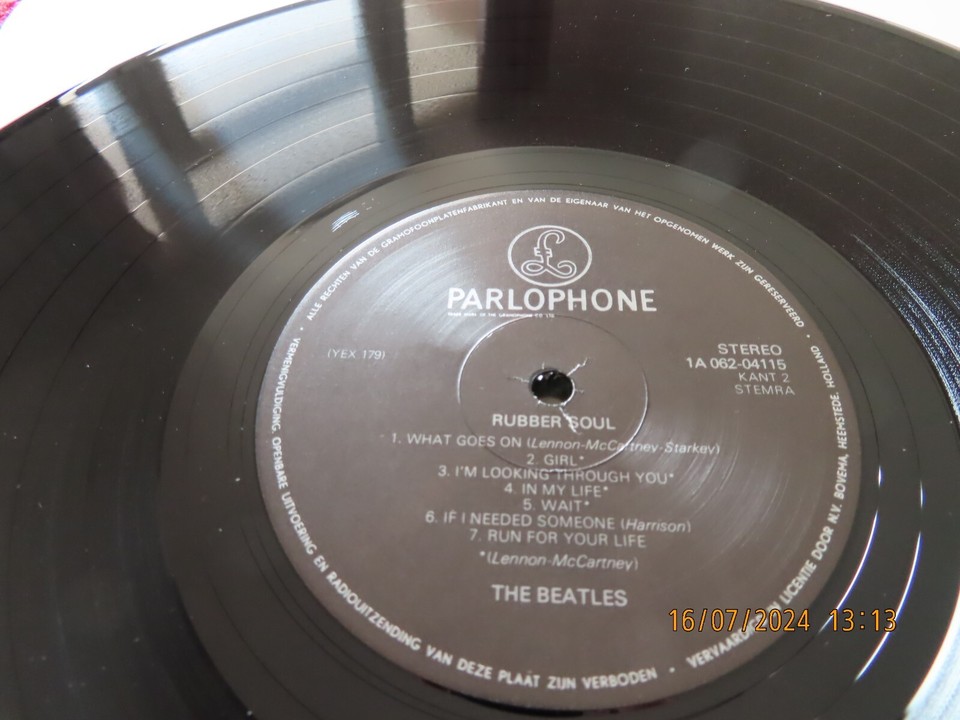 • ALLE RECHTEN VAN DE GRAMOFOONPLATENFABRIKANT EN VAN DE EIGENAAR VAN HET OPGENOMEN WERK ZIJN GERESERVEERD •
PARLOPHONE
(YEX 179)
STEREO
1A 062-04115
KANT 2
STEMRA
RUBBER SOUL
1. WHAT GOES ON (Lennon-McCartney-Starkey)
2. GIRL*
3. I'M LOOKING THROUGH YOU*
4. IN MY LIFE*
5. WAIT*
6. IF I NEEDED SOMEONE (Harrison)
7. RUN FOR YOUR LIFE
*(Lennon-McCartney)
THE BEATLES
VERMENIGVULDIGING, OPENBARE UITVOERING EN RADIOUITZENDING VAN DEZE PLAAT ZIJN VERBODEN •
LICENTIE DOOR N.V. BOVEMA, HEEMSTEDE, HOLLAND •
16/07/2024 13:13